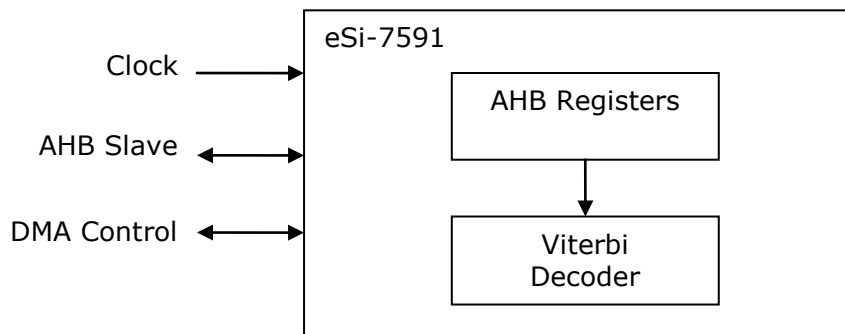 eSi-7591
Clock
AHB Registers
AHB Slave
DMA Control
Viterbi
Decoder